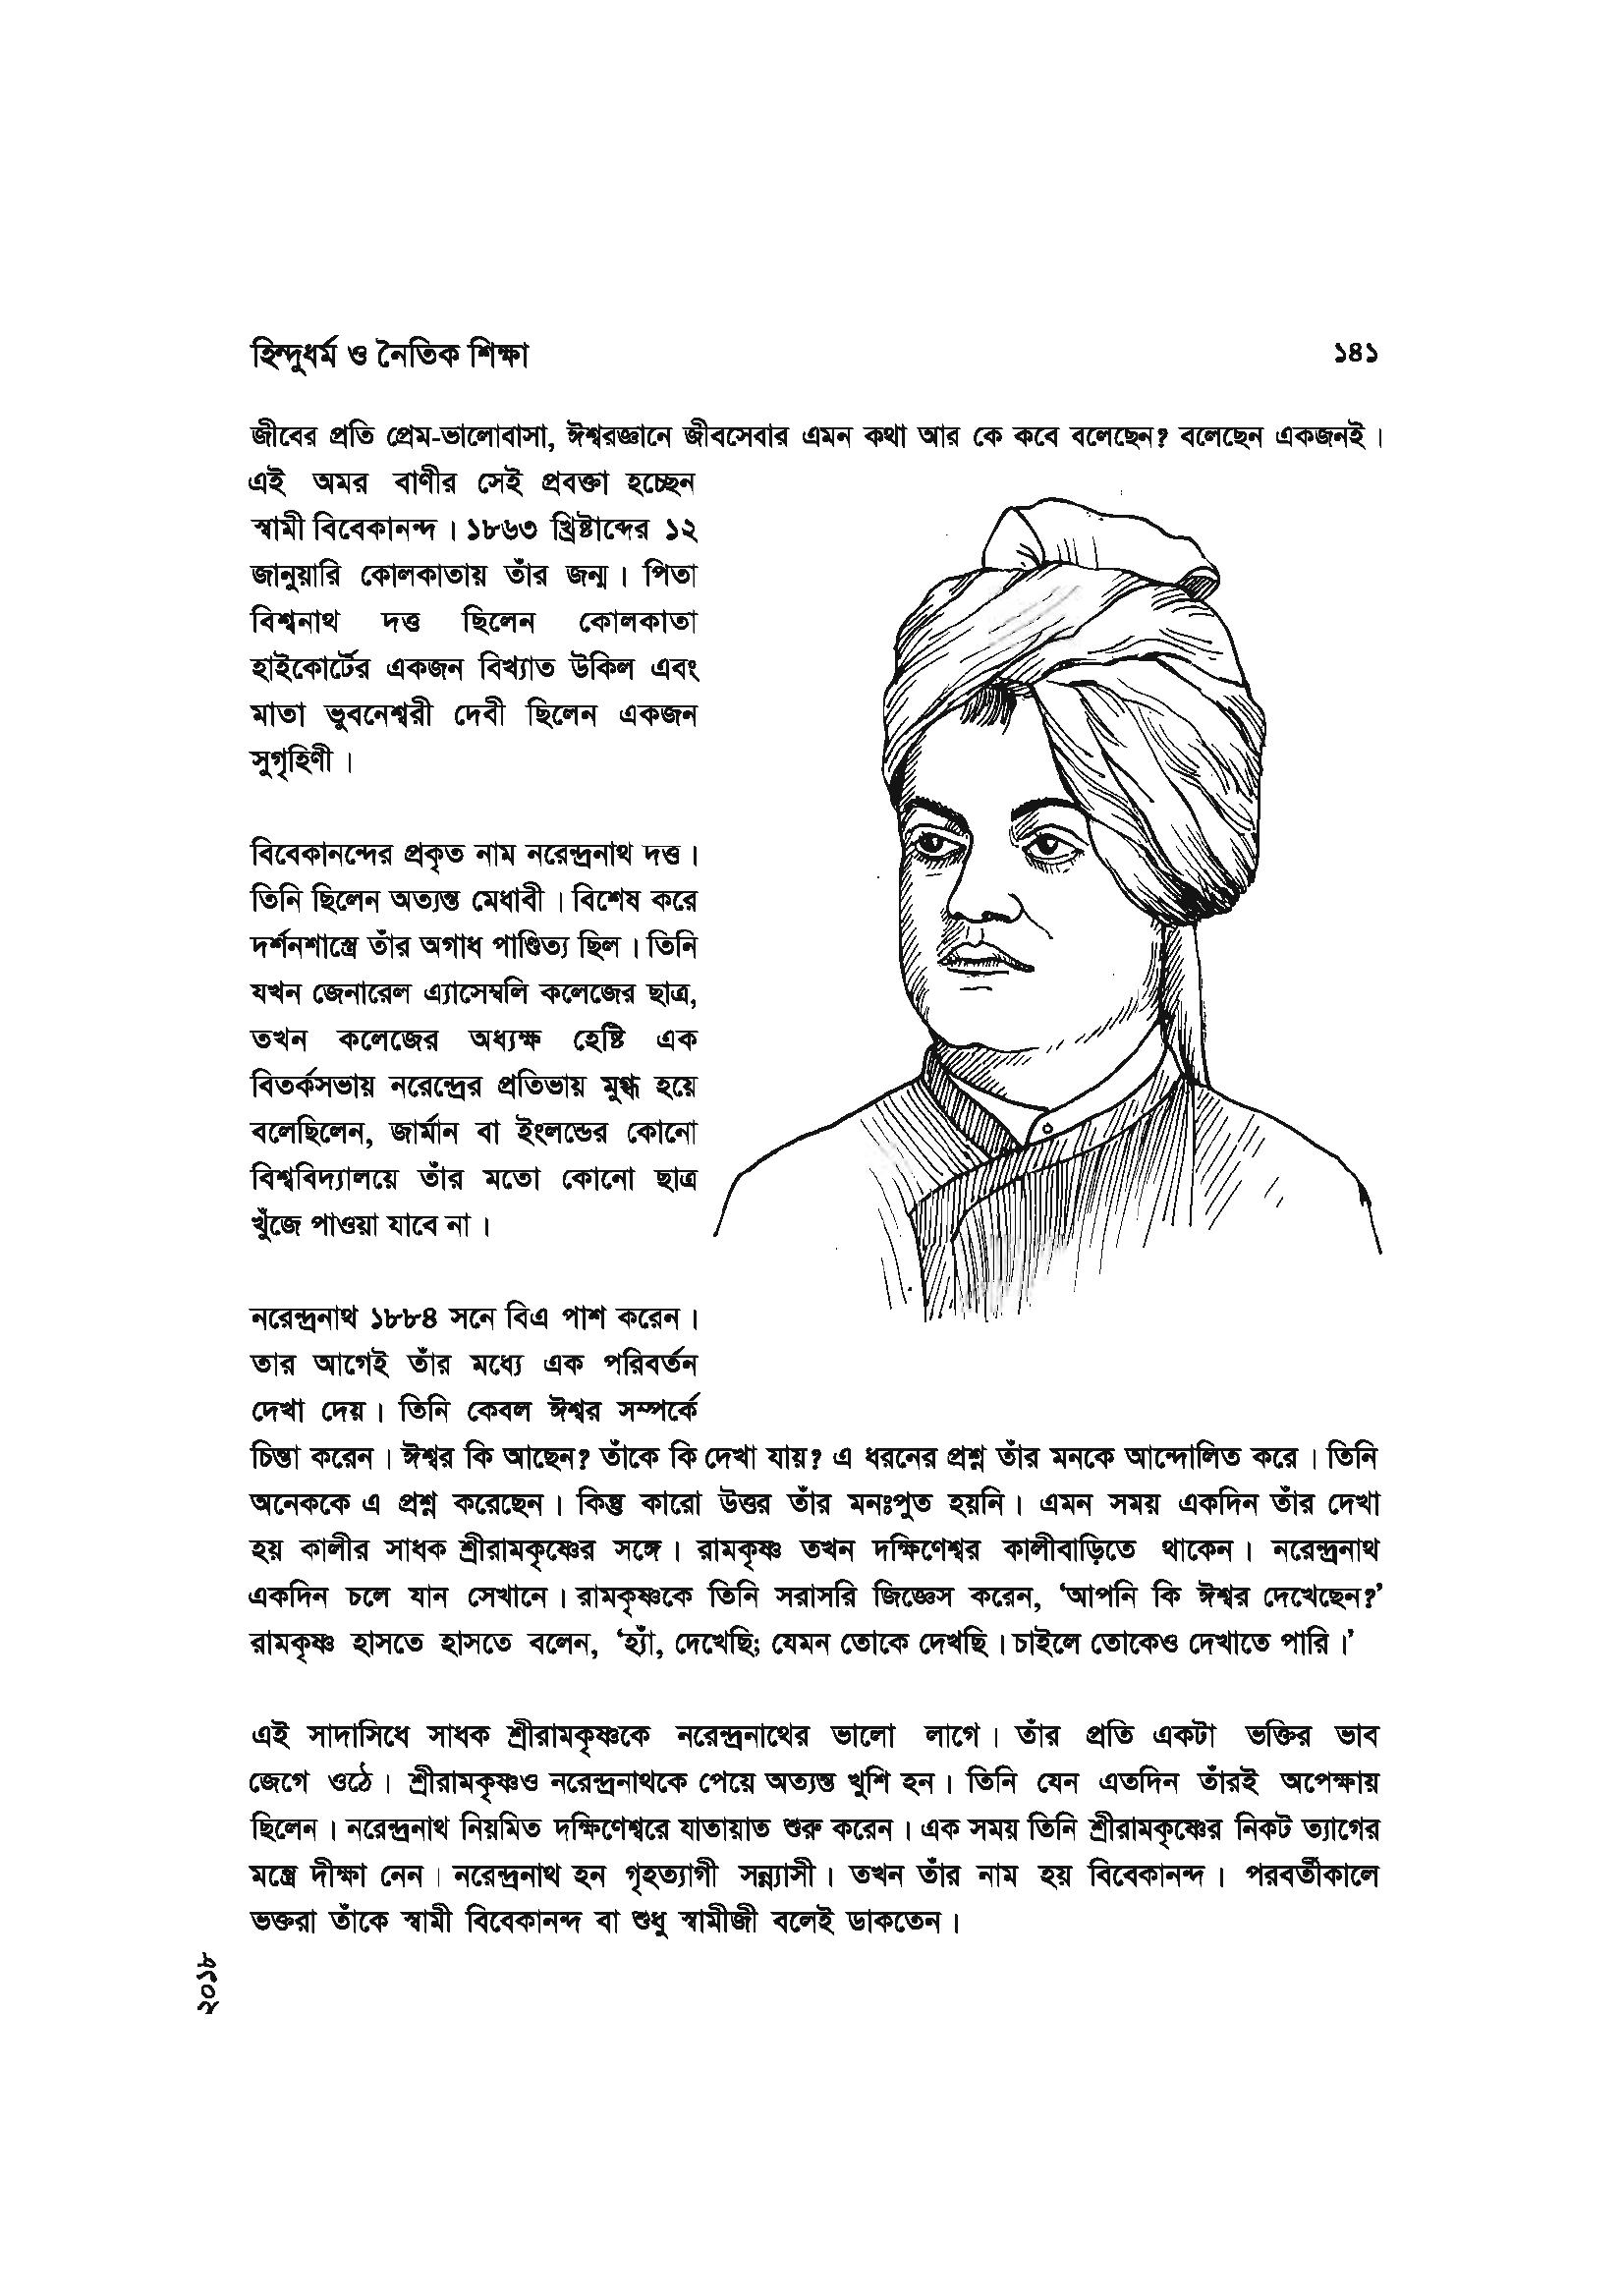 হিন্দুধর্ম ও নৈতিক শিক্ষা ১৪১
জীবের প্রতি প্রেম-ভালোবাসা, ঈশ্বরজ্ঞানে জীবসেবার এমন কথা আর কে কবে বলেছেন? বলেছেন একজনই।
এই অমর বাণীর সেই প্রবক্তা হচ্ছেন
স্বামী বিবেকানন্দ। ১৮৬৩ খ্রিষ্টাব্দের ১২
জানুয়ারি কোলকাতায় তাঁর জন্ম। পিতা
বিশ্বনাথ দত্ত ছিলেন কোলকাতা
হাইকোর্টের একজন বিখ্যাত উকিল এবং
মাতা ভুবনেশ্বরী দেবী ছিলেন একজন
সুগৃহিণী।
বিবেকানন্দের প্রকৃত নাম নরেন্দ্রনাথ দত্ত।
তিনি ছিলেন অত্যন্ত মেধাবী। বিশেষ করে
দর্শনশাস্ত্রে তাঁর অগাধ পাণ্ডিত্য ছিল। তিনি
যখন জেনারেল এ্যাসেম্বলি কলেজের ছাত্র,
তখন কলেজের অধ্যক্ষ হেষ্টি এক
বিতর্কসভায় নরেন্দ্রের প্রতিভায় মুগ্ধ হয়ে
বলেছিলেন, জার্মান বা ইংলন্ডের কোনো
বিশ্ববিদ্যালয়ে তাঁর মতো কোনো ছাত্র
খুঁজে পাওয়া যাবে না।
নরেন্দ্রনাথ ১৮৮৪ সনে বিএ পাশ করেন।
তার আগেই তাঁর মধ্যে এক পরিবর্তন
দেখা দেয়। তিনি কেবল ঈশ্বর সম্পর্কে
চিন্তা করেন। ঈশ্বর কি আছেন? তাঁকে কি দেখা যায়? এ ধরনের প্রশ্ন তাঁর মনকে আন্দোলিত করে। তিনি
অনেককে এ প্রশ্ন করেছেন। কিন্তু কারো উত্তর তাঁর মনঃপুত হয়নি। এমন সময় একদিন তাঁর দেখা
হয় কালীর সাধক শ্রীরামকৃষ্ণের সঙ্গে। রামকৃষ্ণ তখন দক্ষিণেশ্বর কালীবাড়িতে থাকেন। নরেন্দ্রনাথ
একদিন চলে যান সেখানে। রামকৃষ্ণকে তিনি সরাসরি জিজ্ঞেস করেন, ‘আপনি কি ঈশ্বর দেখেছেন?’
রামকৃষ্ণ হাসতে হাসতে বলেন, ‘হ্যাঁ, দেখেছি; যেমন তোকে দেখছি। চাইলে তোকেও দেখাতে পারি।’
এই সাদাসিধে সাধক শ্রীরামকৃষ্ণকে নরেন্দ্রনাথের ভালো লাগে। তাঁর প্রতি একটা ভক্তির ভাব
জেগে ওঠে। শ্রীরামকৃষ্ণও নরেন্দ্রনাথকে পেয়ে অত্যন্ত খুশি হন। তিনি যেন এতদিন তাঁরই অপেক্ষায়
ছিলেন। নরেন্দ্রনাথ নিয়মিত দক্ষিণেশ্বরে যাতায়াত শুরু করেন। এক সময় তিনি শ্রীরামকৃষ্ণের নিকট ত্যাগের
মন্ত্রে দীক্ষা নেন। নরেন্দ্রনাথ হন গৃহত্যাগী সন্ন্যাসী। তখন তাঁর নাম হয় বিবেকানন্দ। পরবর্তীকালে
ভক্তরা তাঁকে স্বামী বিবেকানন্দ বা শুধু স্বামীজী বলেই ডাকতেন।
২০১৮